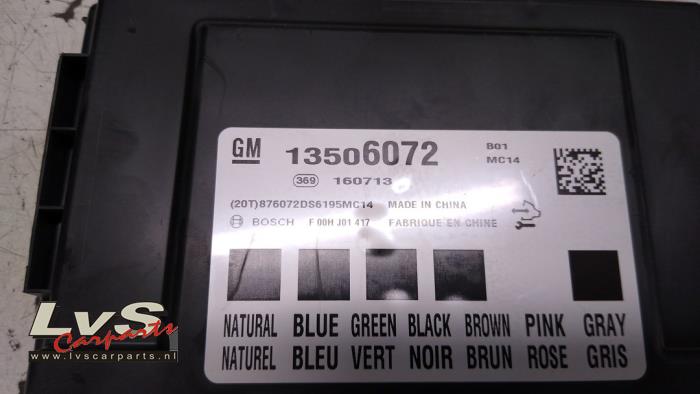 GM 13506072 B01
MC14
369 160713
(20T)876072DS6195MC14 MADE IN CHINA
BOSCH F 00H J01 417 FABRIQUE EN CHINE
NATURAL BLUE GREEN BLACK BROWN PINK GRAY
NATUREL BLEU VERT NOIR BRUN ROSE GRIS
LvS
Carparts
www.lvscarparts.nl